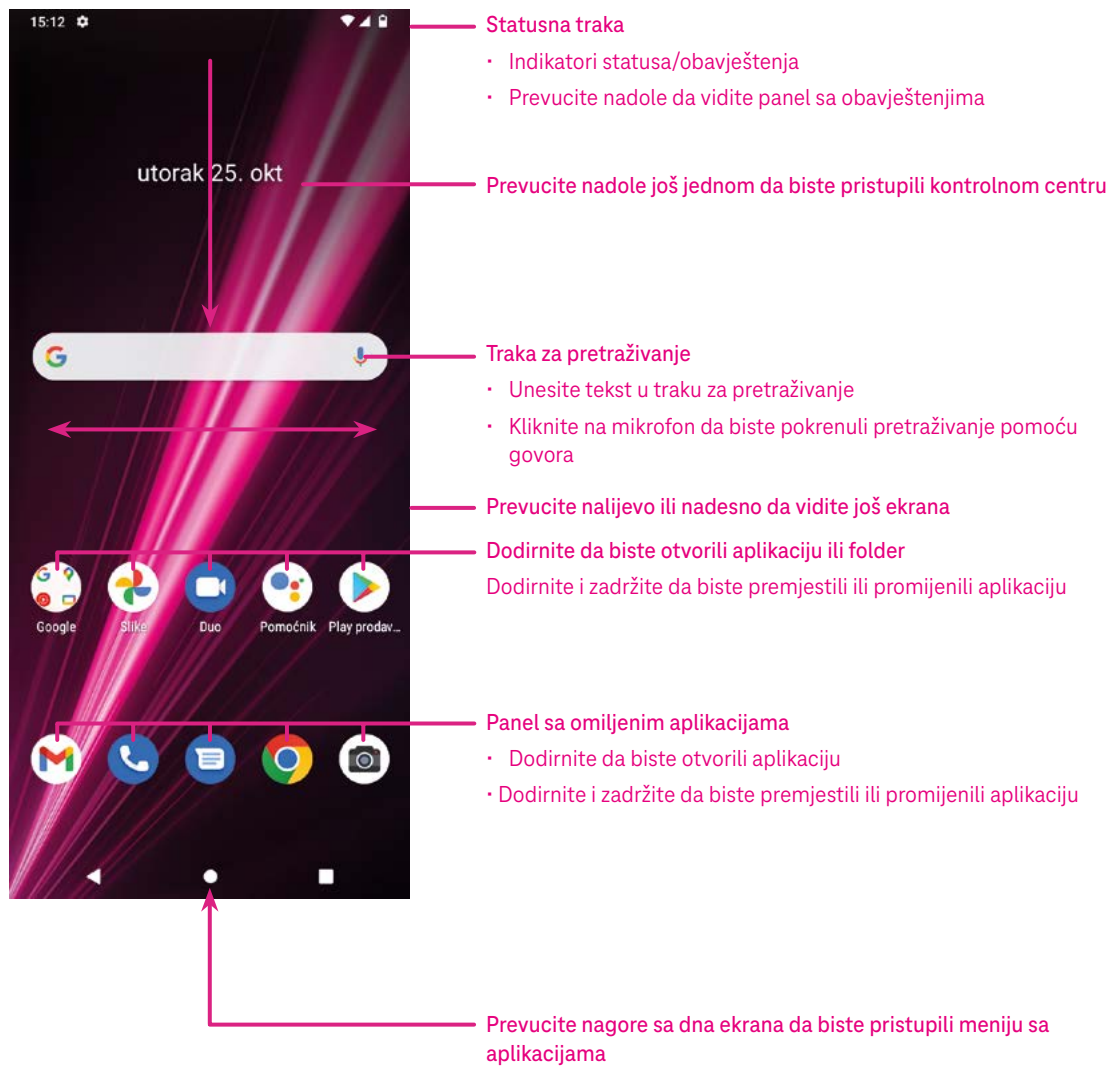 15:12
Statusna traka
· Indikatori statusa/obavještenja
· Prevucite nadole da vidite panel sa obavještenjima
utorak 25. okt
Prevucite nadole još jednom da biste pristupili kontrolnom centru
G
Traka za pretraživanje
· Unesite tekst u traku za pretraživanje
· Kliknite na mikrofon da biste pokrenuli pretraživanje pomoću
govora
Prevucite nalijevo ili nadesno da vidite još ekrana
Dodirnite da biste otvorili aplikaciju ili folder
Dodirnite i zadržite da biste premjestili ili promijenili aplikaciju
Google Slike Duo Pomoćnik Play prodav...
Panel sa omiljenim aplikacijama
· Dodirnite da biste otvorili aplikaciju
· Dodirnite i zadržite da biste premjestili ili promijenili aplikaciju
Prevucite nagore sa dna ekrana da biste pristupili meniju sa
aplikacijama